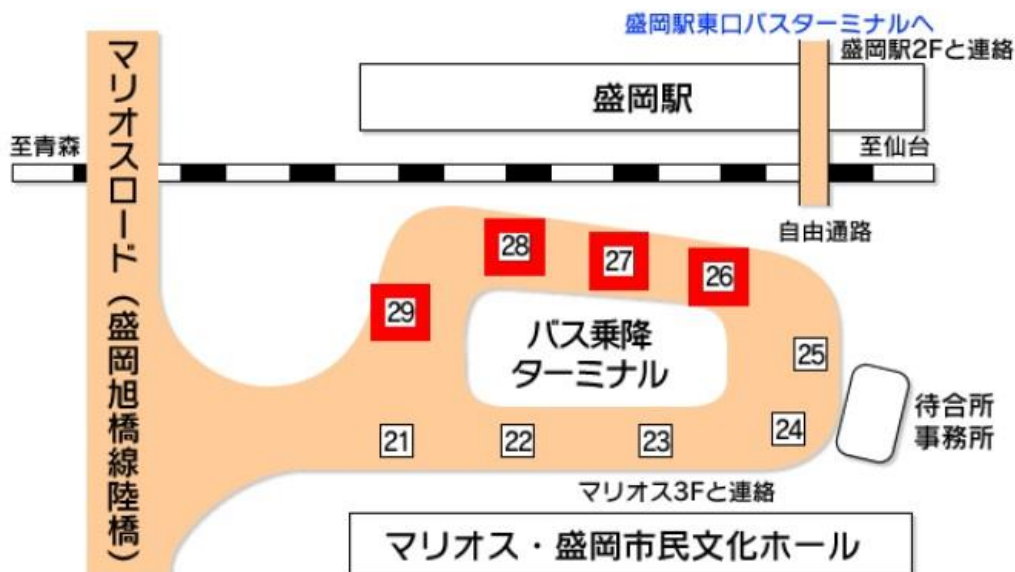 盛岡駅東口バスターミナルへ
盛岡駅2Fと連絡
盛岡駅
至青森
至仙台
マリオスロード（盛岡旭橋線陸橋）
自由通路
28
27
26
29
バス乗降
ターミナル
25
待合所
事務所
21
22
23
24
マリオス3Fと連絡
マリオス・盛岡市民文化ホール